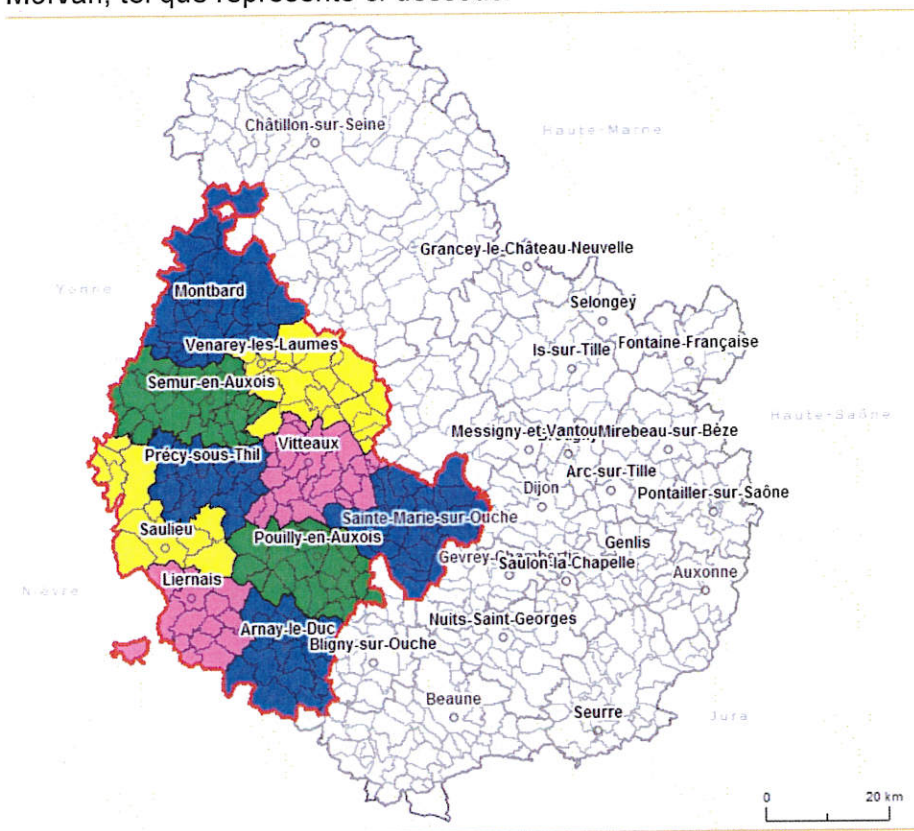 Morvan, tel que représenté ci-dessous.
Châtillon-sur-Seine
Haute-Marne
Grancey-le-Château-Neuvelle
Yonne
Montbard
Selongey
Venarey-les-Laumes
Is-sur-Tille
Fontaine-Française
Semur-en-Auxois
Haute-Saône
Messigny-et-Vantou
Mirebeau-sur-Bèze
Vitteaux
Précy-sous-Thil
Arc-sur-Tille
Dijon
Pontailler-sur-Saône
Sainte-Marie-sur-Ouche
Saulieu
Pouilly-en-Auxois
Genlis
Saulon-la-Chapelle
Auxonne
Liernais
Nièvre
Nuits-Saint-Georges
Arnay-le-Duc
Bligny-sur-Ouche
Beaune
Seurre
Jura
0 20 km